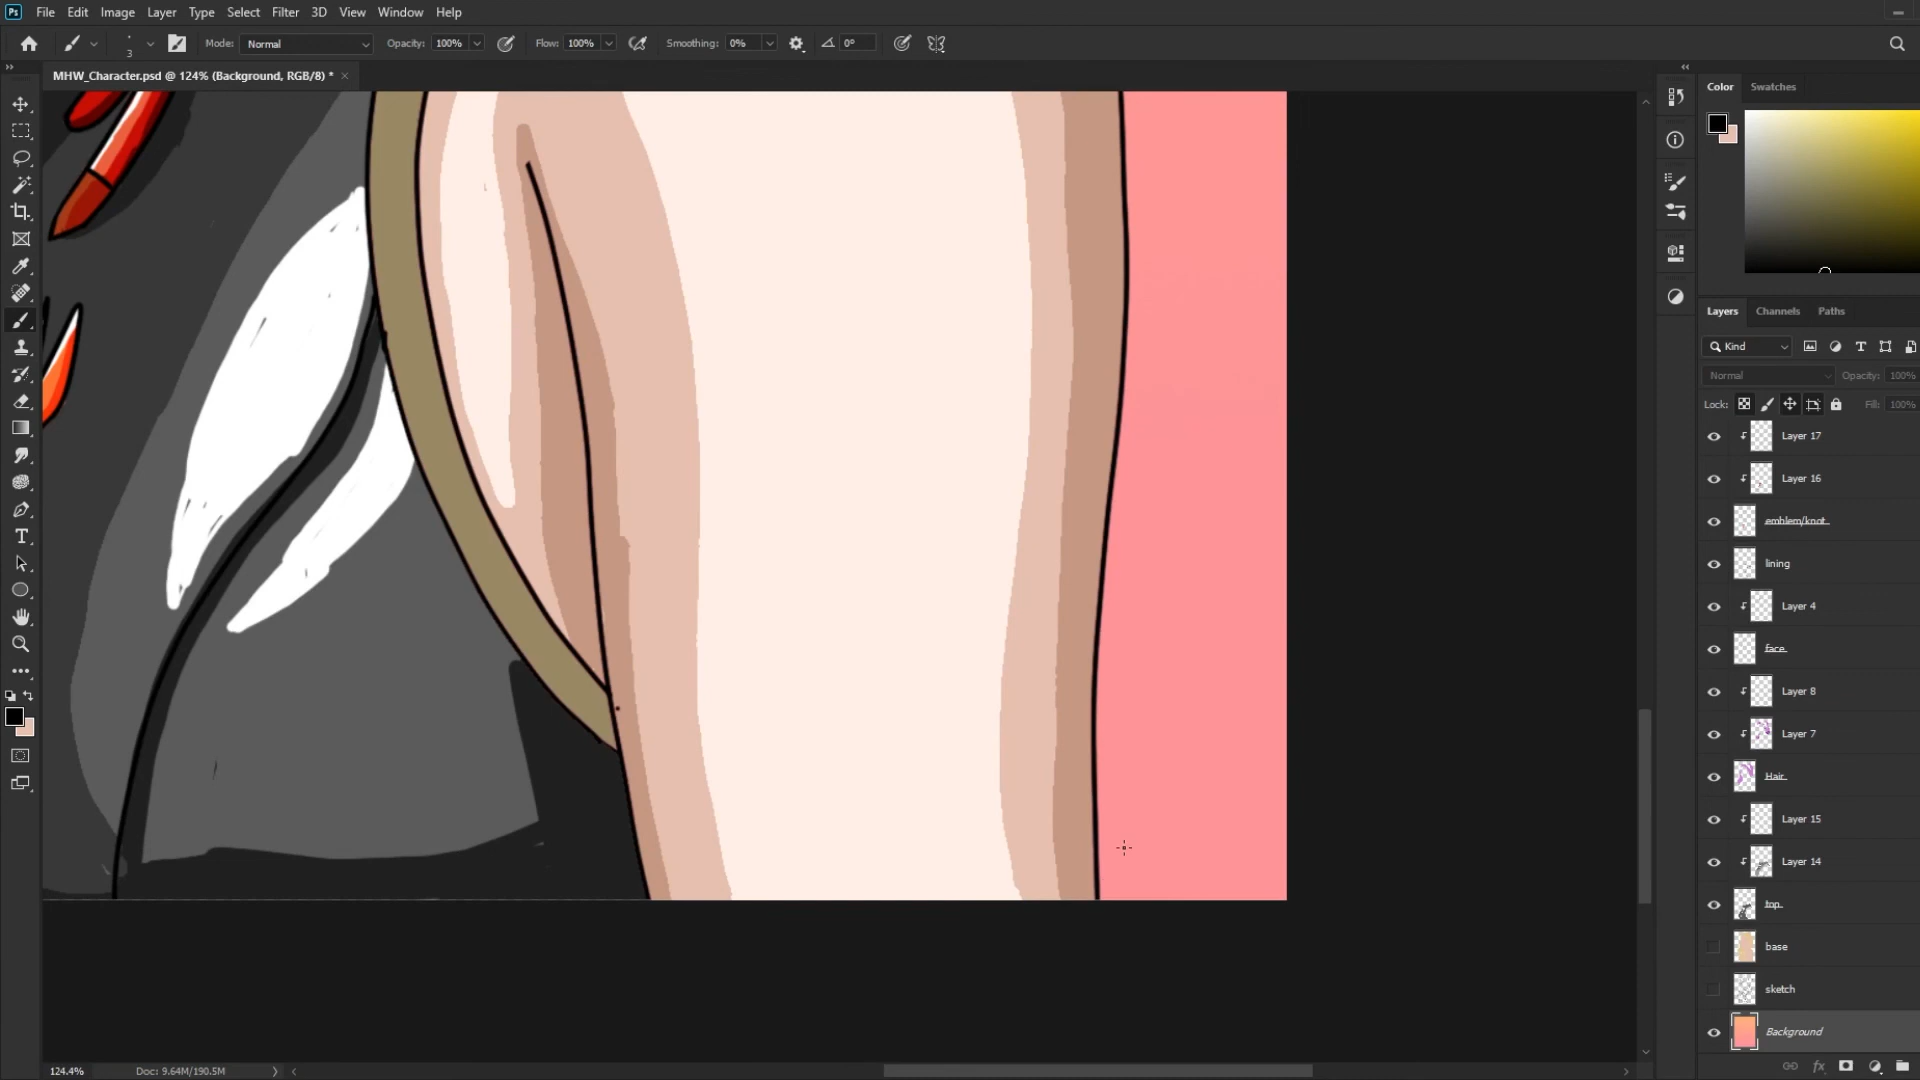 Ps File Edit Image Layer Type Select Filter 3D View Window Help
3 Mode: Normal Opacity: 100% Flow: 100% Smoothing: 0% 0°
MHW_Character.psd @ 124% (Background, RGB/8) * ×
Color Swatches
Layers Channels Paths
Kind
Normal Opacity: 100%
Lock: Fill: 100%
Layer 17
Layer 16
emblem/knot
lining
Layer 4
face
Layer 8
Layer 7
Hair
Layer 15
Layer 14
top
base
sketch
Background
fx
124.4% Doc: 9.64M/190.5M